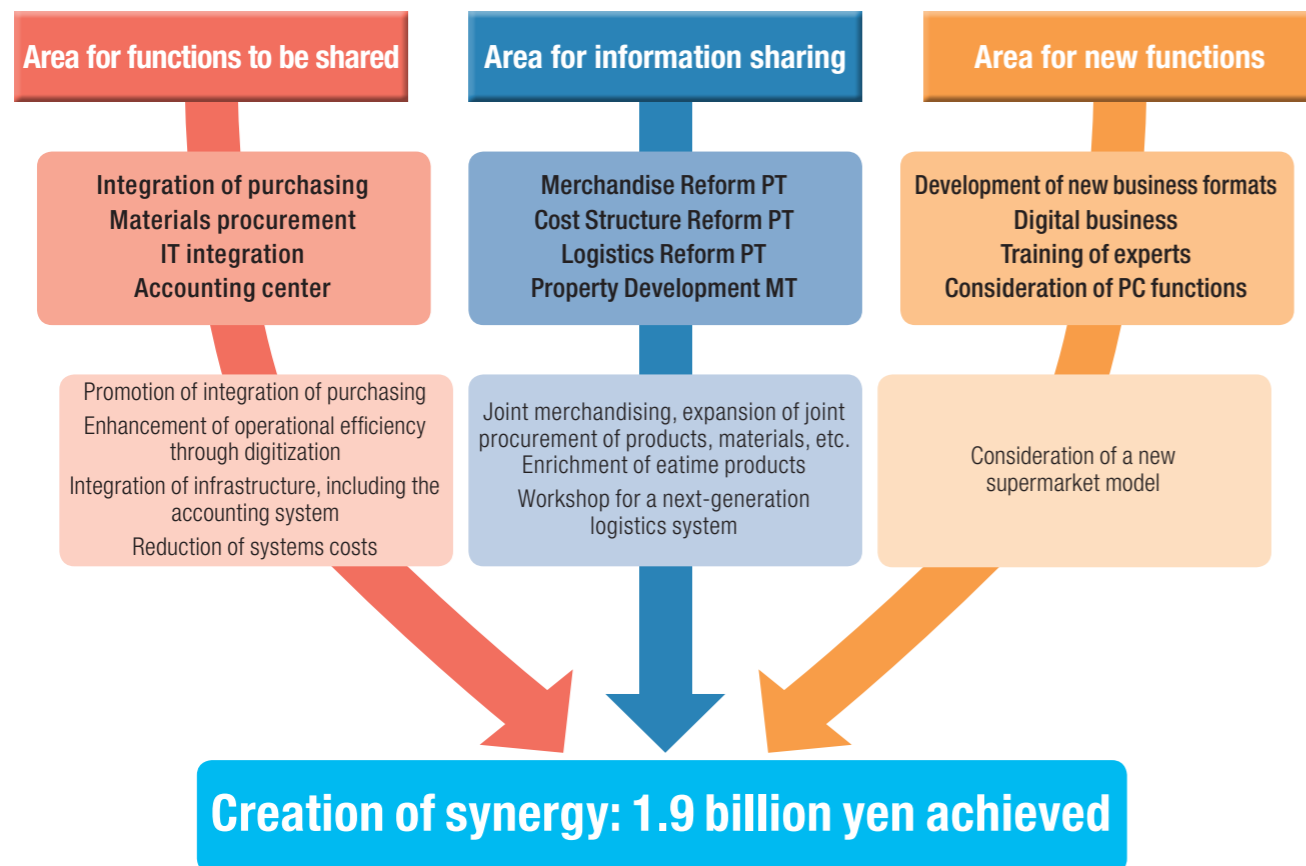 Area for functions to be shared
Integration of purchasing
Materials procurement
IT integration
Accounting center
Promotion of integration of purchasing
Enhancement of operational efficiency
through digitization
Integration of infrastructure, including the
accounting system
Reduction of systems costs
Area for information sharing
Merchandise Reform PT
Cost Structure Reform PT
Logistics Reform PT
Property Development MT
Joint merchandising, expansion of joint
procurement of products, materials, etc.
Enrichment of eatime products
Workshop for a next-generation
logistics system
Area for new functions
Development of new business formats
Digital business
Training of experts
Consideration of PC functions
Consideration of a new
supermarket model
Creation of synergy: 1.9 billion yen achieved